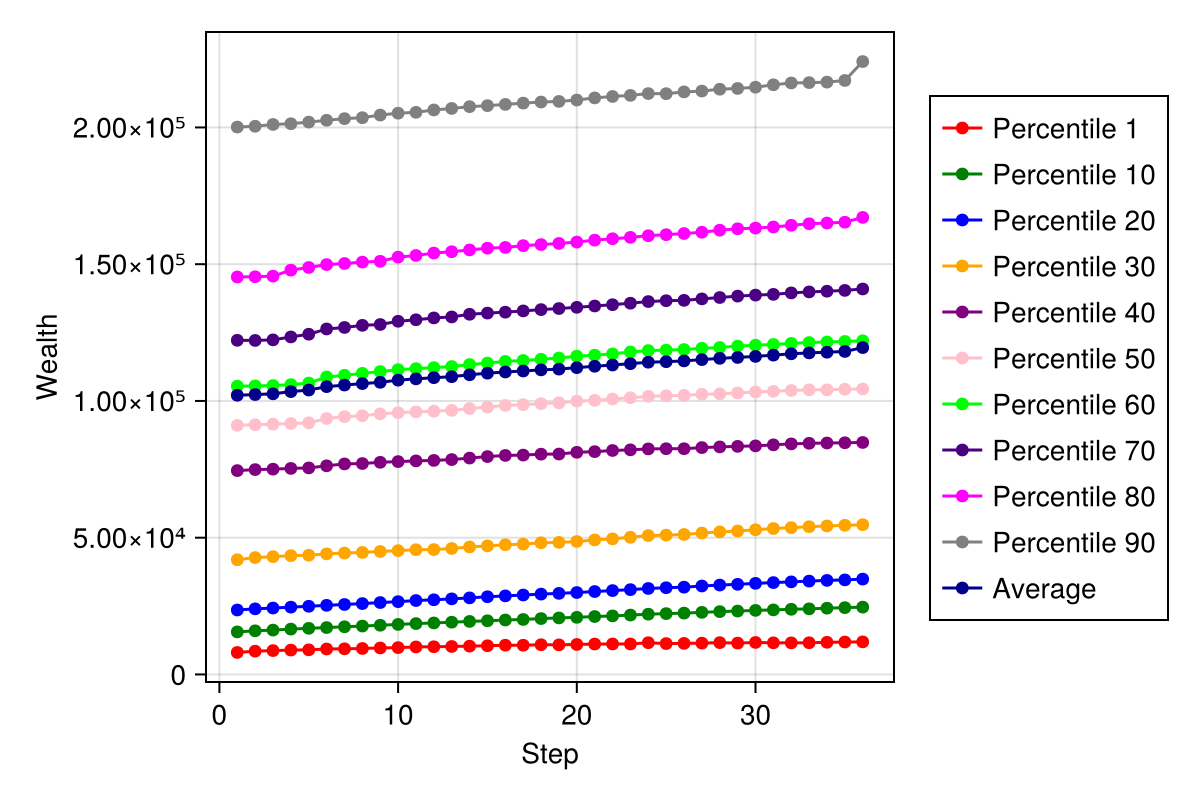 Wealth
2.00×10⁵
1.50×10⁵
1.00×10⁵
5.00×10⁴
0
0 10 20 30
Step
Percentile 1
Percentile 10
Percentile 20
Percentile 30
Percentile 40
Percentile 50
Percentile 60
Percentile 70
Percentile 80
Percentile 90
Average